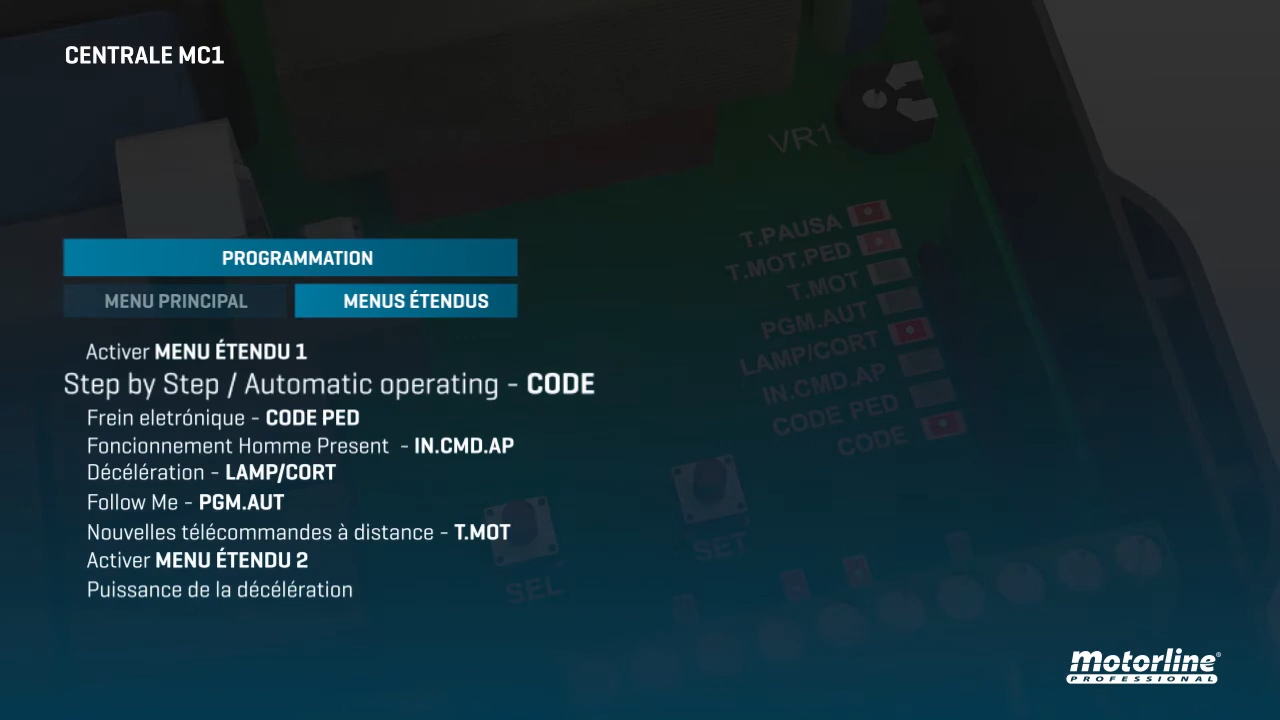 CENTRALE MC1
VR1
T.PAUSA
T.MOT.PED
T.MOT
PGM.AUT
LAMP/CORT
IN.CMD.AP
CODE PED
CODE
SET
SEL
PROGRAMMATION
MENU PRINCIPAL
MENUS ÉTENDUS
Activer MENU ÉTENDU 1
Step by Step / Automatic operating - CODE
Frein eletrónique - CODE PED
Foncionnement Homme Present - IN.CMD.AP
Décélération - LAMP/CORT
Follow Me - PGM.AUT
Nouvelles télécommandes à distance - T.MOT
Activer MENU ÉTENDU 2
Puissance de la décélération
Motorline®
PROFESSIONAL